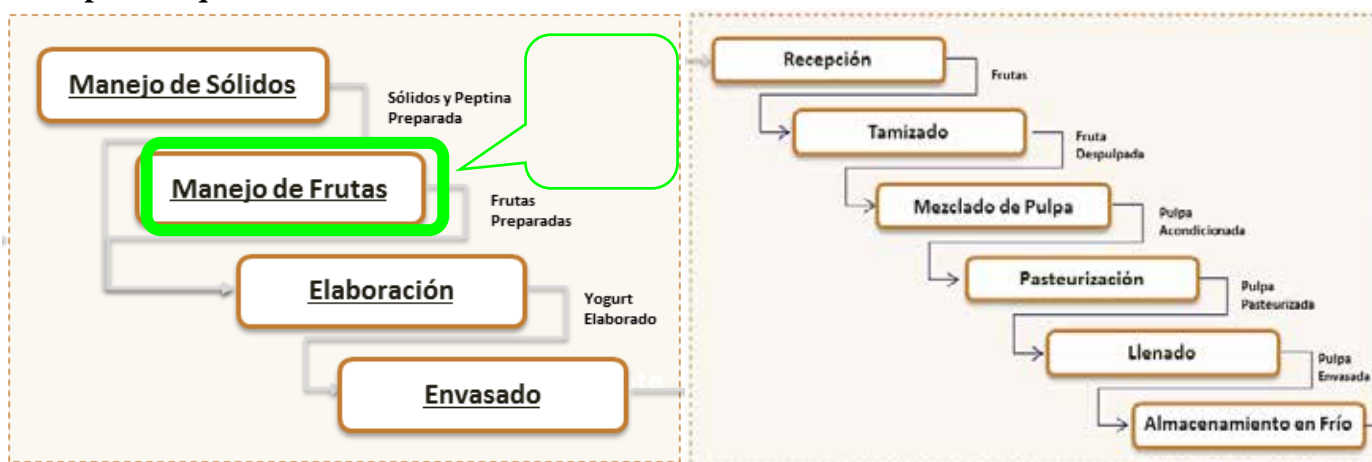 Manejo de Sólidos
Sólidos y Peptina
Preparada
Manejo de Frutas
Frutas
Preparadas
Elaboración
Yogurt
Elaborado
Envasado
Recepción
Frutas
Tamizado
Fruta
Despulpada
Mezclado de Pulpa
Pulpa
Acondicionada
Pasteurización
Pulpa
Pasteurizada
Llenado
Pulpa
Envasada
Almacenamiento en Frío